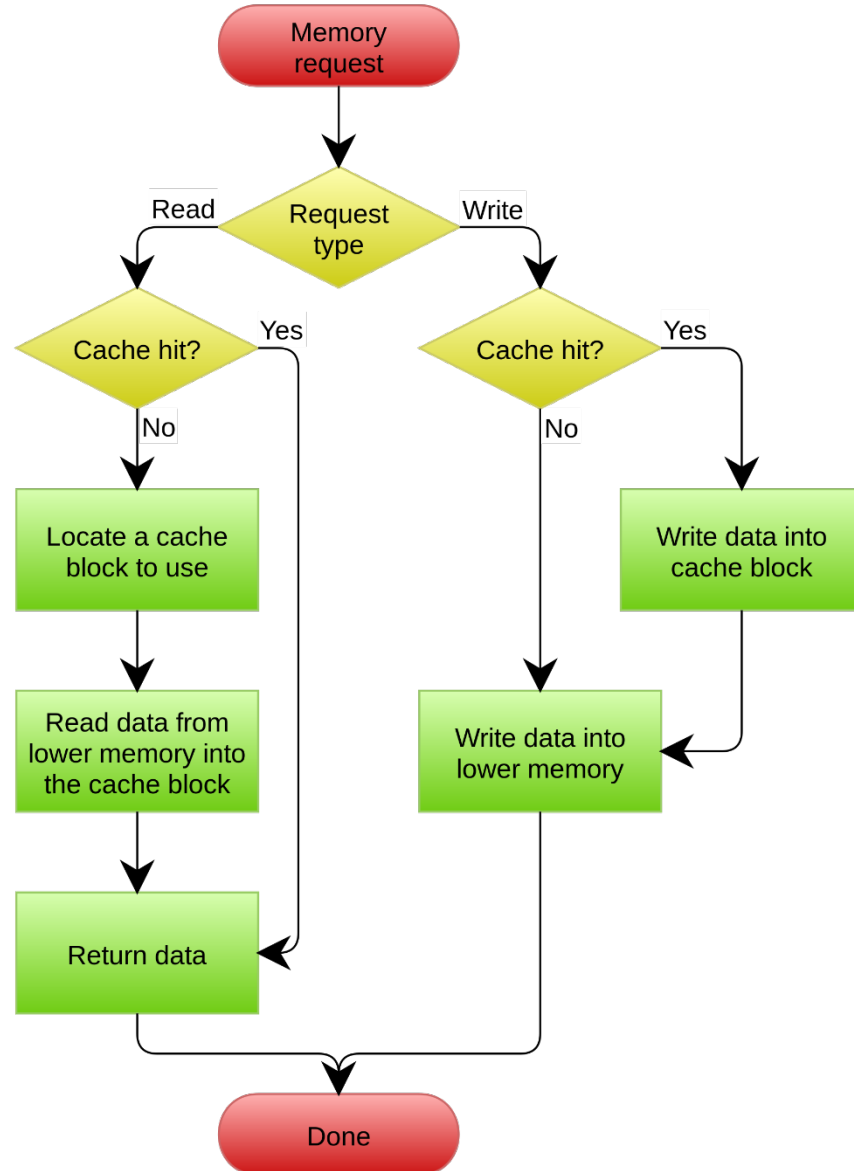 Memory
request
Request
type
Read
Write
Cache hit?
Yes
No
Cache hit?
Yes
No
Locate a cache
block to use
Write data into
cache block
Read data from
lower memory into
the cache block
Write data into
lower memory
Return data
Done